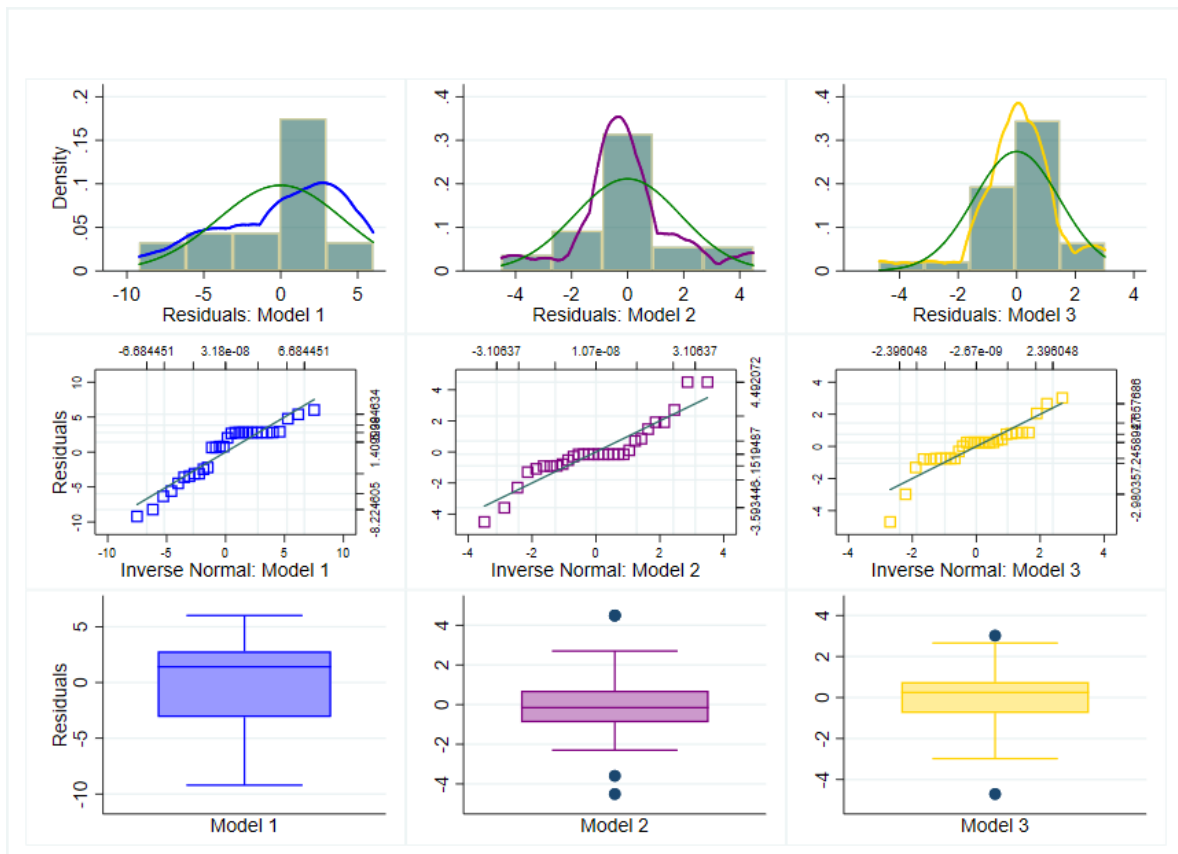 .2
.15
.1
.05
0
Density
-10 -5 0 5
Residuals: Model 1
.4
.3
.2
.1
0
-4 -2 0 2 4
Residuals: Model 2
.4
.3
.2
.1
0
-4 -2 0 2 4
Residuals: Model 3
-6.684451 3.18e-08 6.684451
10
5
0
-5
-10
Residuals
-8.224605
-10 -5 0 5 10
Inverse Normal: Model 1
-3.10637 1.07e-08 3.10637
4
2
0
-2
-4
-3.593446 -.1519487 4.492072
-4 -2 0 2 4
Inverse Normal: Model 2
-2.396048 -2.67e-09 2.396048
4
2
0
-2
-4
-2.980357
-4 -2 0 2 4
Inverse Normal: Model 3
5
0
-5
-10
Residuals
Model 1
4
2
0
-2
-4
Model 2
4
2
0
-2
-4
Model 3